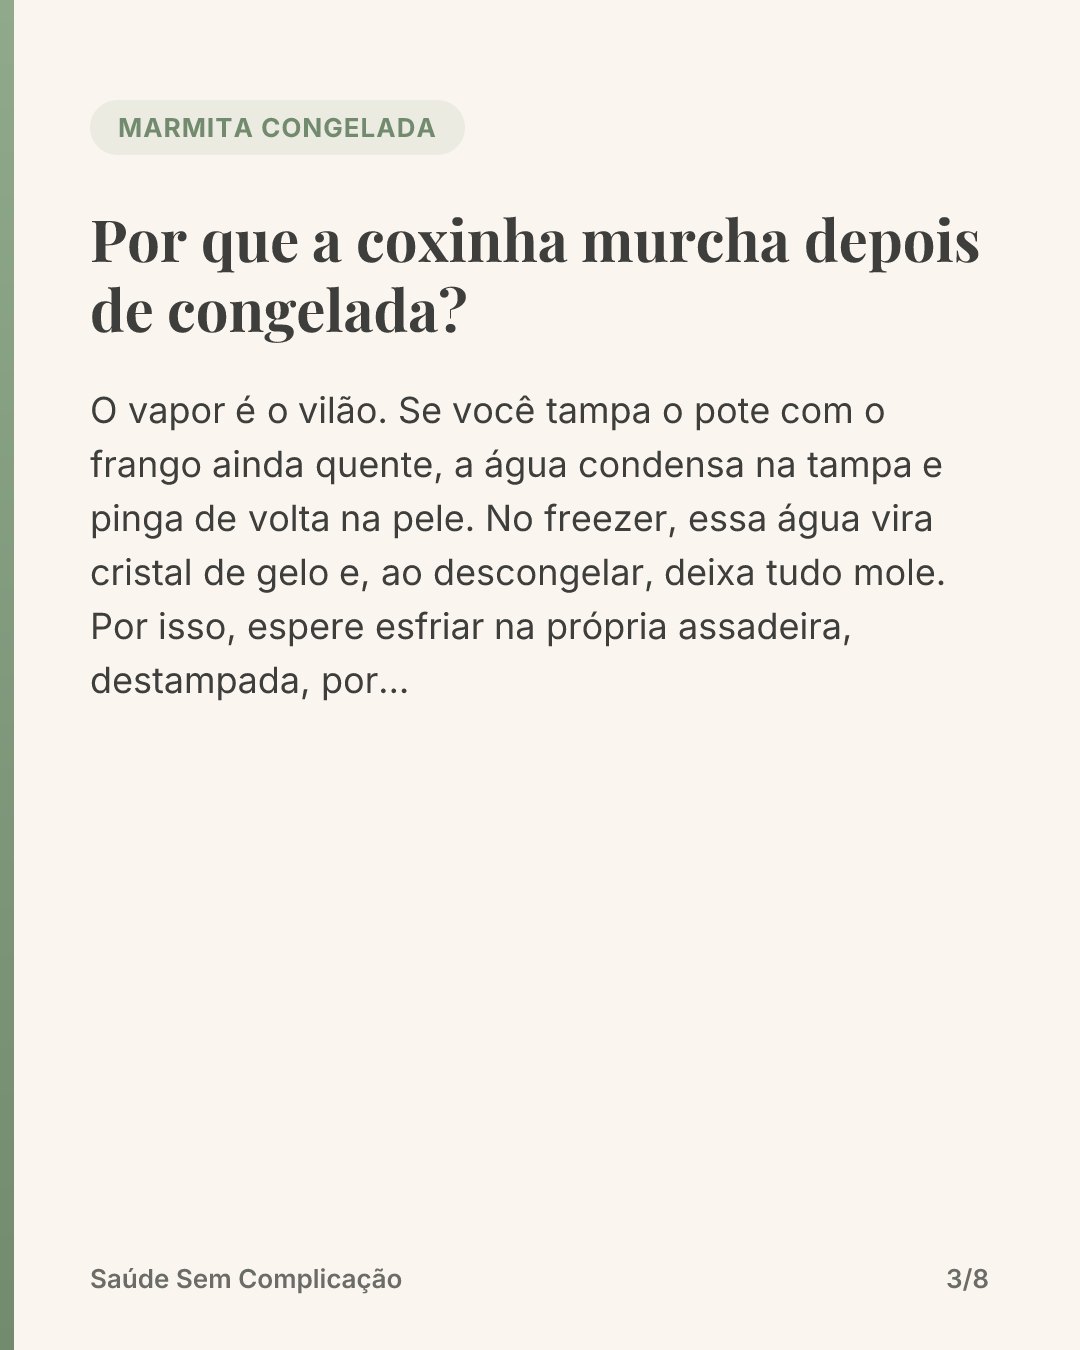 MARMITA CONGELADA
Por que a coxinha murcha depois
de congelada?
O vapor é o vilão. Se você tampa o pote com o
frango ainda quente, a água condensa na tampa e
pinga de volta na pele. No freezer, essa água vira
cristal de gelo e, ao descongelar, deixa tudo mole.
Por isso, espere esfriar na própria assadeira,
destampada, por...
Saúde Sem Complicação
3/8